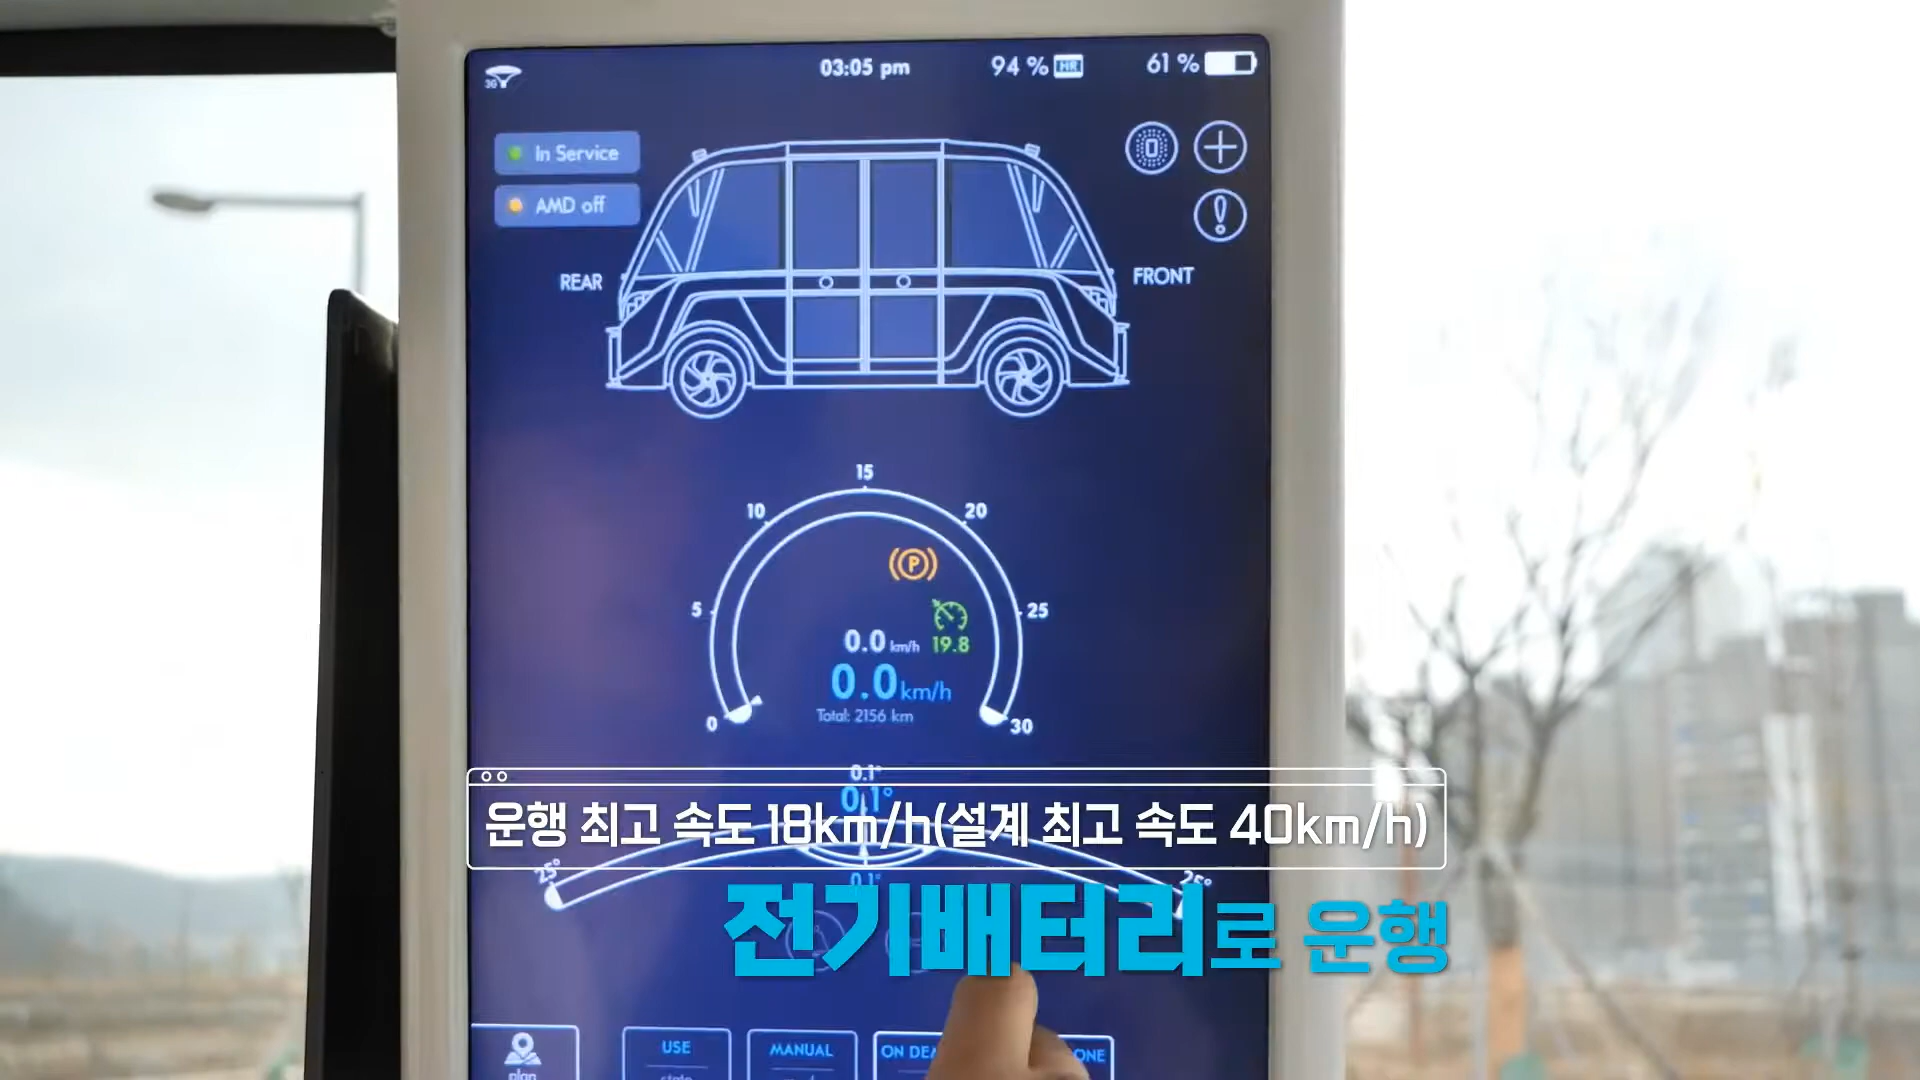 3G 03:05 pm 94 % HR 61 %
In Service
AMD off
REAR
FRONT
15
10
20
5
25
0.0 km/h 19.8
0.0 km/h
Total: 2156 km
0
30
0.1°
0.1°
운행 최고 속도 18km/h(설계 최고 속도 40km/h)
25°
0.1°
25°
전기배터리로 운행
plan
USE
MANUAL
ON